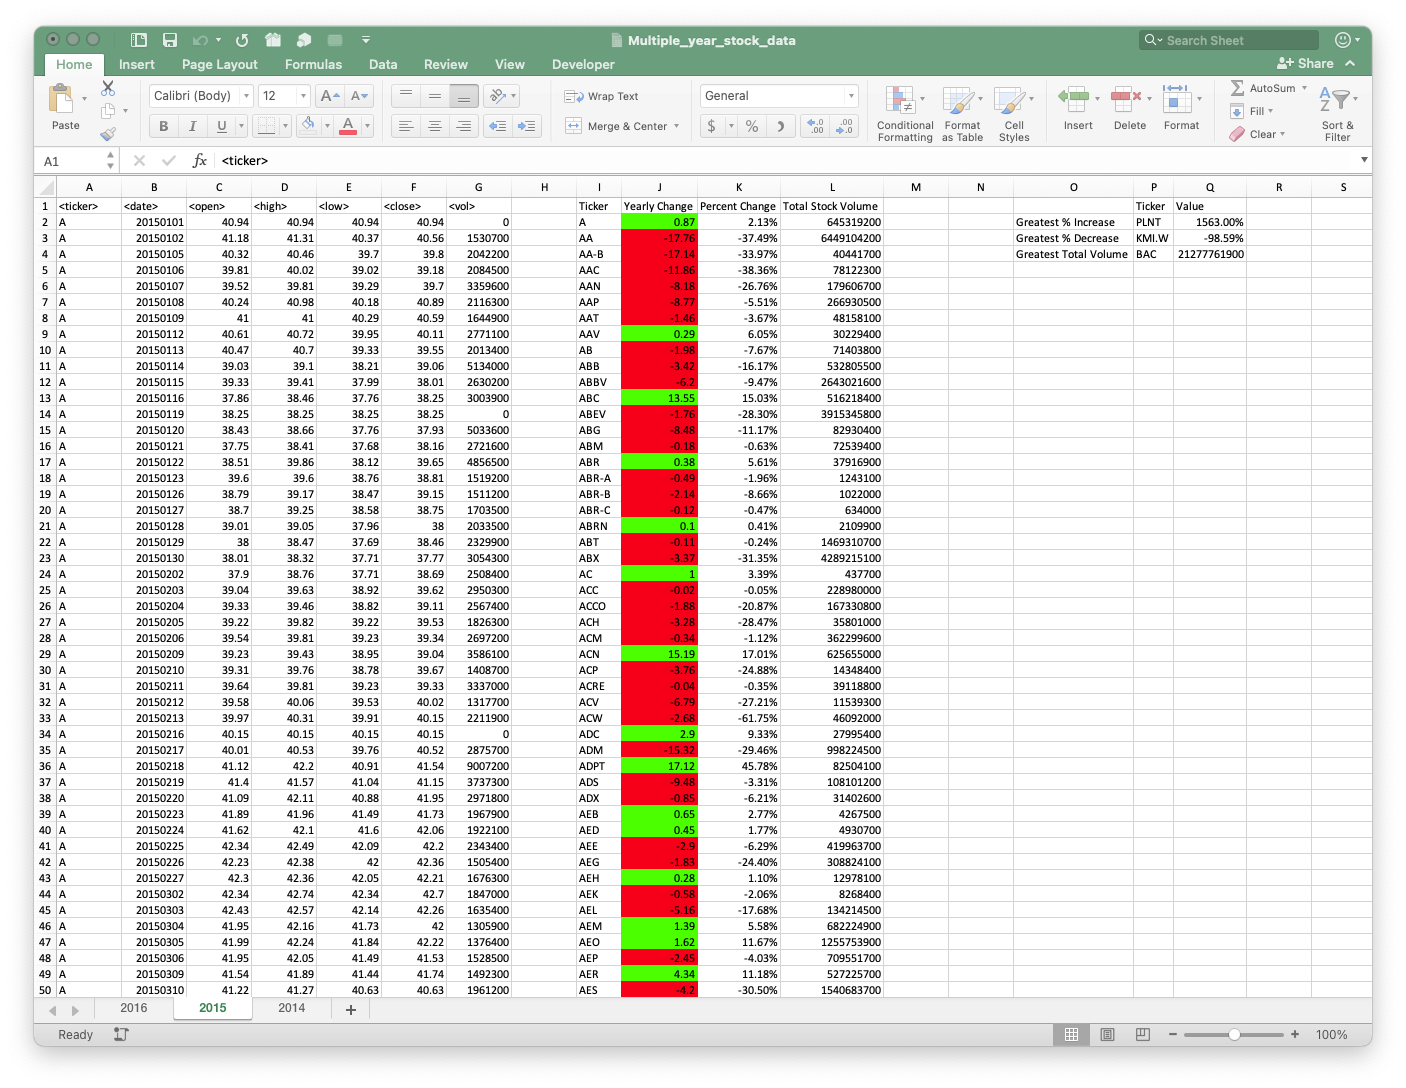 Multiple_year_stock_data
Search Sheet
Home Insert Page Layout Formulas Data Review View Developer Share
Calibri (Body) 12 Wrap Text General AutoSum
Fill
Paste B I U A Merge & Center $ % Conditional Formatting Format as Table Cell Styles Insert Delete Format Clear Sort & Filter
A1 fx <ticker>
A B C D E F G H I J K L M N O P Q R S
1 <ticker> <date> <open> <high> <low> <close> <vol> Ticker Yearly Change Percent Change Total Stock Volume Ticker Value
2 A 20150101 40.94 40.94 40.94 40.94 0 A 0.87 2.13% 645319200 Greatest % Increase PLNT 1563.00%
3 A 20150102 41.18 41.31 40.37 40.56 1530700 AA -17.76 -37.49% 6449104200 Greatest % Decrease KMI.W -98.59%
4 A 20150105 40.32 40.46 39.7 39.8 2042200 AA-B -17.14 -33.97% 40441700 Greatest Total Volume BAC 21277761900
5 A 20150106 39.81 40.02 39.02 39.18 2084500 AAC -11.86 -38.36% 78122300
6 A 20150107 39.52 39.81 39.29 39.7 3359600 AAN -8.18 -26.76% 179606700
7 A 20150108 40.24 40.98 40.18 40.89 2116300 AAP -8.77 -5.51% 266930500
8 A 20150109 41 41 40.29 40.59 1644900 AAT -1.46 -3.67% 48158100
9 A 20150112 40.61 40.72 39.95 40.11 2771100 AAV 0.29 6.05% 30229400
10 A 20150113 40.47 40.7 39.33 39.55 2013400 AB -1.98 -7.67% 71403800
11 A 20150114 39.03 39.1 38.21 39.06 5134000 ABB -3.42 -16.17% 532805500
12 A 20150115 39.33 39.41 37.99 38.01 2630200 ABBV -6.2 -9.47% 2643021600
13 A 20150116 37.86 38.46 37.76 38.25 3003900 ABC 13.55 15.03% 516218400
14 A 20150119 38.25 38.25 38.25 38.25 0 ABEV -1.76 -28.30% 3915345800
15 A 20150120 38.43 38.66 37.76 37.93 5033600 ABG -8.48 -11.17% 82930400
16 A 20150121 37.75 38.41 37.68 38.16 2721600 ABM -0.18 -0.63% 72539400
17 A 20150122 38.51 39.86 38.12 39.65 4856500 ABR 0.38 5.61% 37916900
18 A 20150123 39.6 39.6 38.76 38.81 1519200 ABR-A -0.49 -1.96% 1243100
19 A 20150126 38.79 39.17 38.47 39.15 1511200 ABR-B -2.14 -8.66% 1022000
20 A 20150127 38.7 39.25 38.58 38.75 1703500 ABR-C -0.12 -0.47% 634000
21 A 20150128 39.01 39.05 37.96 38 2033500 ABRN 0.1 0.41% 2109900
22 A 20150129 38 38.47 37.69 38.46 2329900 ABT -0.11 -0.24% 1469310700
23 A 20150130 38.01 38.32 37.71 37.77 3054300 ABX -3.37 -31.35% 4289215100
24 A 20150202 37.9 38.76 37.71 38.69 2508400 AC 1 3.39% 437700
25 A 20150203 39.04 39.63 38.92 39.62 2950300 ACC -0.02 -0.05% 228980000
26 A 20150204 39.33 39.46 38.82 39.11 2567400 ACCO -1.88 -20.87% 167330800
27 A 20150205 39.22 39.82 39.22 39.53 1826300 ACH -3.28 -28.47% 35801000
28 A 20150206 39.54 39.81 39.23 39.34 2697200 ACM -0.34 -1.12% 362299600
29 A 20150209 39.23 39.43 38.95 39.04 3586100 ACN 15.19 17.01% 625655000
30 A 20150210 39.31 39.76 38.78 39.67 1408700 ACP -3.76 -24.88% 14348400
31 A 20150211 39.64 39.81 39.23 39.33 3337000 ACRE -0.04 -0.35% 39118800
32 A 20150212 39.58 40.06 39.53 40.02 1317700 ACV -6.79 -27.21% 11539300
33 A 20150213 39.97 40.31 39.91 40.15 2211900 ACW -2.68 -61.75% 46092000
34 A 20150216 40.15 40.15 40.15 40.15 0 ADC 2.9 9.33% 27995400
35 A 20150217 40.01 40.53 39.76 40.52 2875700 ADM -15.32 -29.46% 998224500
36 A 20150218 41.12 42.2 40.91 41.54 9007200 ADPT 17.12 45.78% 82504100
37 A 20150219 41.4 41.57 41.04 41.15 3737300 ADS -9.48 -3.31% 108101200
38 A 20150220 41.09 42.11 40.88 41.95 2971800 ADX -0.85 -6.21% 31402600
39 A 20150223 41.89 41.96 41.49 41.73 1967900 AEB 0.65 2.77% 4267500
40 A 20150224 41.62 42.1 41.6 42.06 1922100 AED 0.45 1.77% 4930700
41 A 20150225 42.34 42.49 42.09 42.2 2343400 AEE -2.9 -6.29% 419963700
42 A 20150226 42.23 42.38 42 42.36 1505400 AEG -1.83 -24.40% 308824100
43 A 20150227 42.3 42.36 42.05 42.21 1676300 AEH 0.28 1.10% 12978100
44 A 20150302 42.34 42.74 42.34 42.7 1847000 AEK -0.58 -2.06% 8268400
45 A 20150303 42.43 42.57 42.14 42.26 1635400 AEL -5.16 -17.68% 134214500
46 A 20150304 41.95 42.16 41.73 42 1305900 AEM 1.39 5.58% 682224900
47 A 20150305 41.99 42.24 41.84 42.22 1376400 AEO 1.62 11.67% 1255753900
48 A 20150306 41.95 42.05 41.49 41.53 1528500 AEP -2.45 -4.03% 709551700
49 A 20150309 41.54 41.89 41.44 41.74 1492300 AER 4.34 11.18% 527225700
50 A 20150310 41.22 41.27 40.63 40.63 1961200 AES -4.2 -30.50% 1540683700
2016 2015 2014 +
Ready 100%